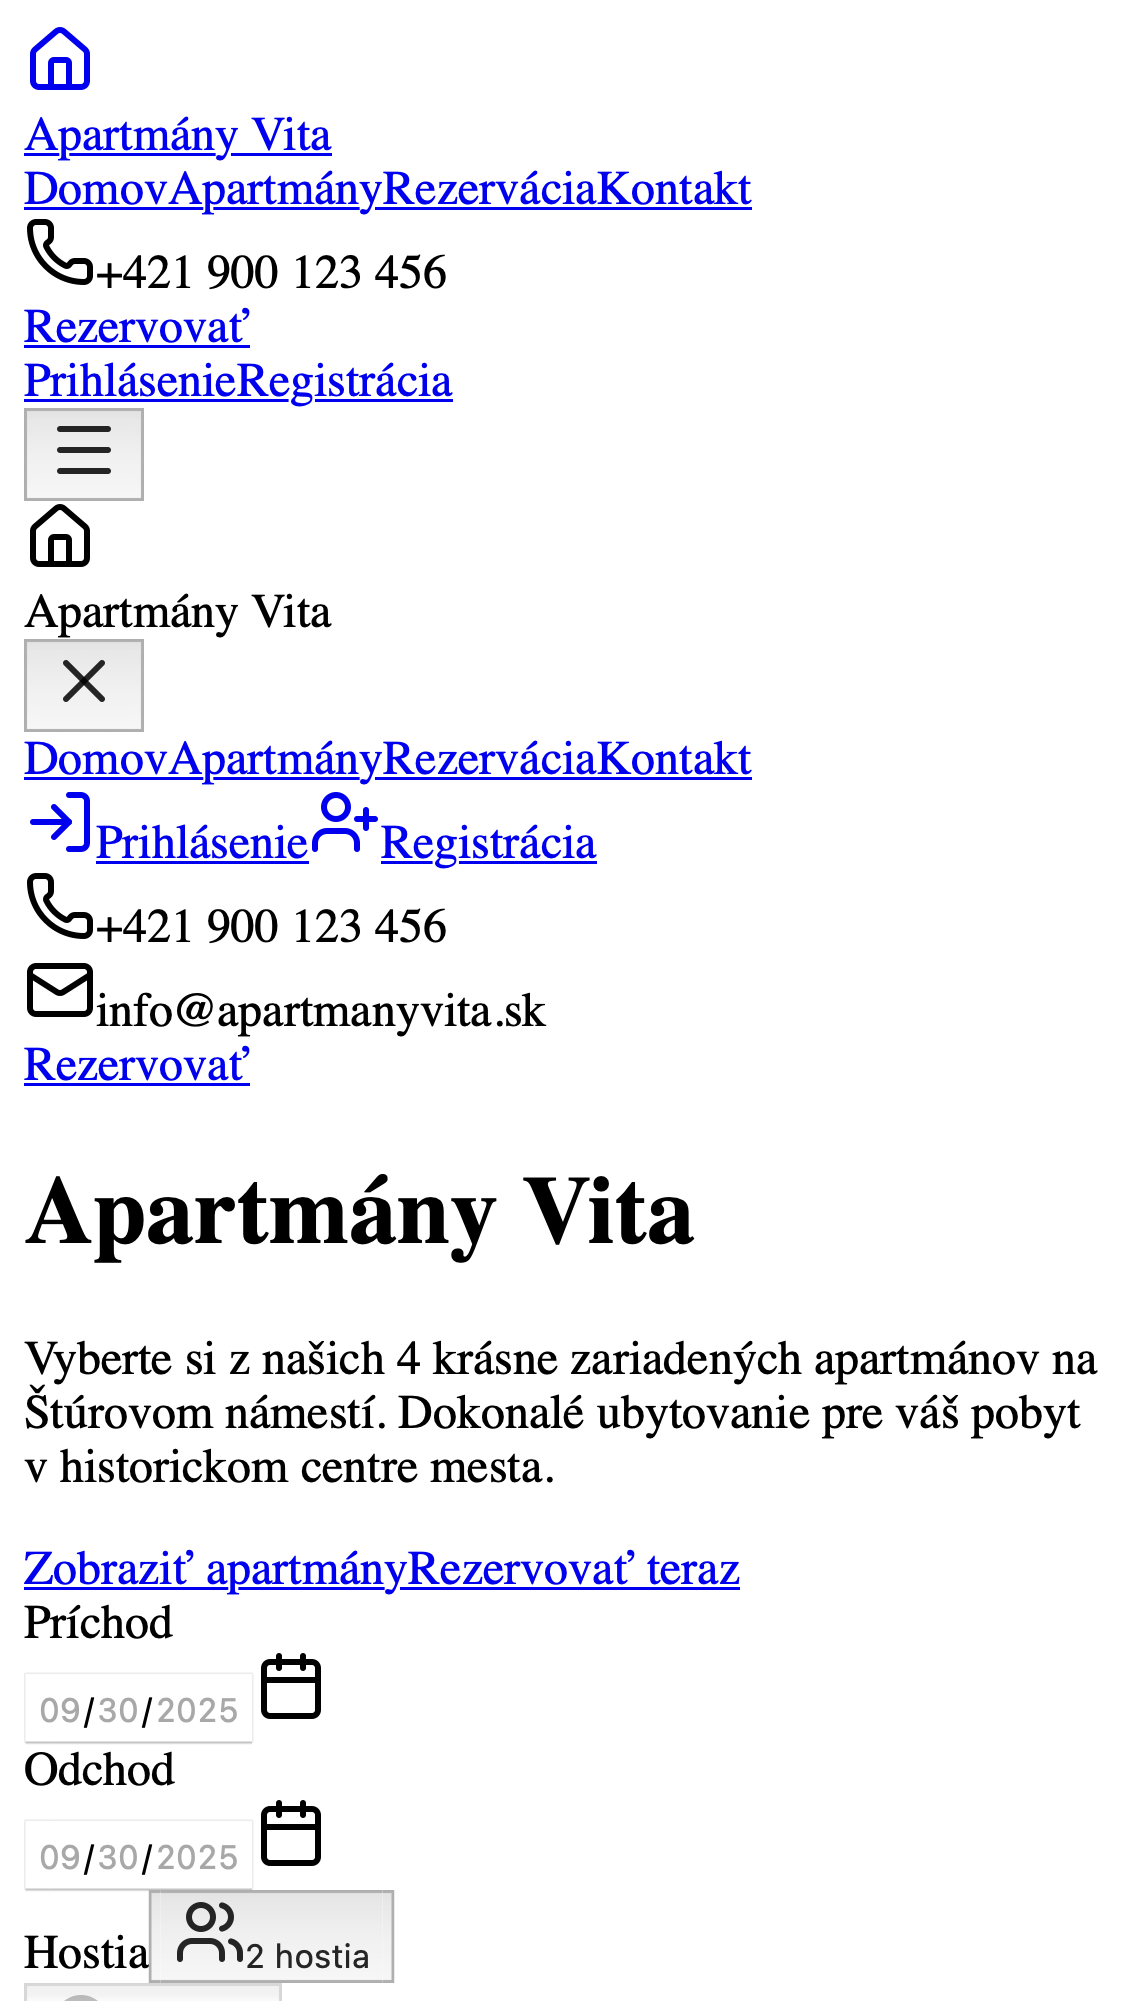 Apartmány Vita
DomovApartmányRezerváciaKontakt
+421 900 123 456
Rezervovať
PrihlásenieRegistrácia
Apartmány Vita
DomovApartmányRezerváciaKontakt
PrihlásenieRegistrácia
+421 900 123 456
info@apartmanyvita.sk
Rezervovať
Apartmány Vita
Vyberte si z našich 4 krásne zariadených apartmánov na
Štúrovom námestí. Dokonalé ubytovanie pre váš pobyt
v historickom centre mesta.
Zobraziť apartmányRezervovať teraz
Príchod
09/30/2025
Odchod
09/30/2025
Hostia 2 hostia